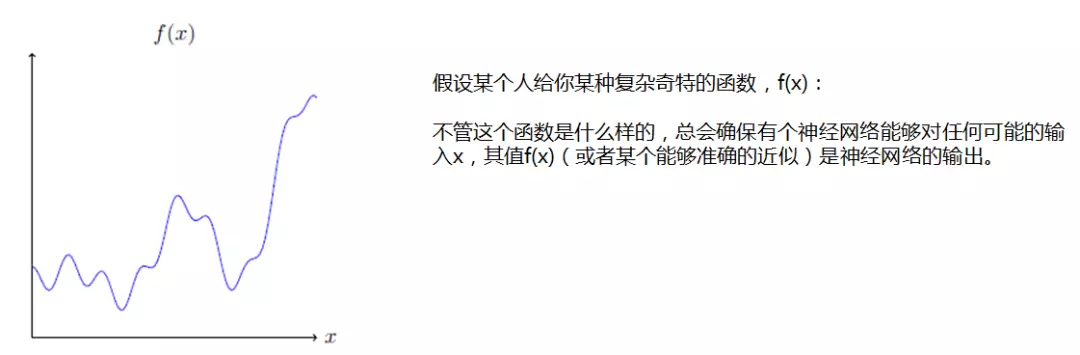 f(x)
假设某个人给你某种复杂奇特的函数，f(x)：
不管这个函数是什么样的，总会确保有个神经网络能够对任何可能的输
入x，其值f(x)（或者某个能够准确的近似）是神经网络的输出。
x